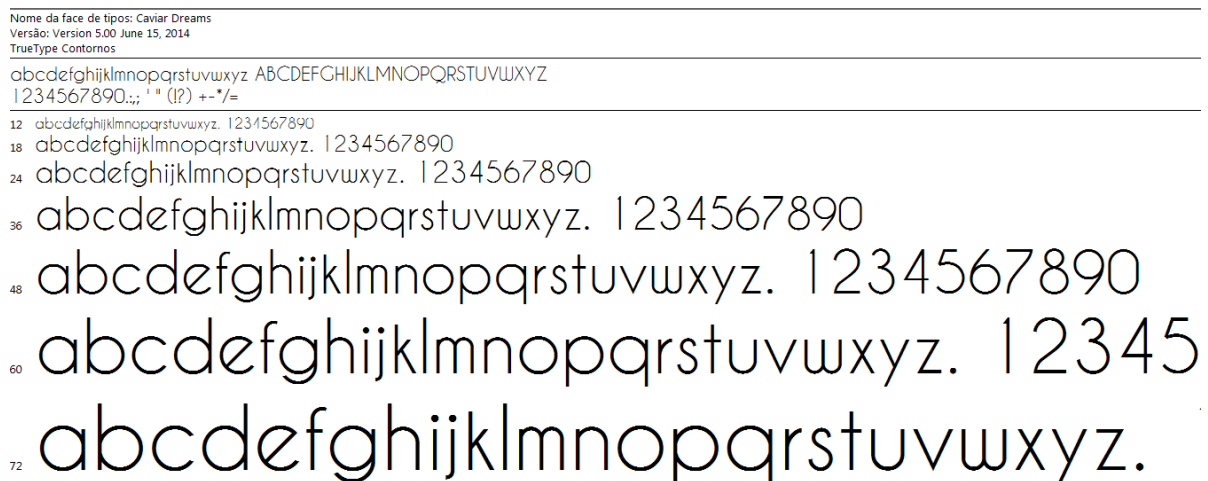 Nome da face de tipos: Caviar Dreams
Versão: Version 5.00 June 15, 2014
TrueType Contornos
abcdefghijklmnopqrstuvwxyz ABCDEFGHIJKLMNOPQRSTUVWXYZ
1234567890.:,; ' " (!?) +-*/=
12 abcdefghijklmnopqrstuvwxyz. 1234567890
18 abcdefghijklmnopqrstuvwxyz. 1234567890
24 abcdefghijklmnopqrstuvwxyz. 1234567890
36 abcdefghijklmnopqrstuvwxyz. 1234567890
48 abcdefghijklmnopqrstuvwxyz. 1234567890
60 abcdefghijklmnopqrstuvwxyz. 12345
72 abcdefghijklmnopqrstuvwxyz.